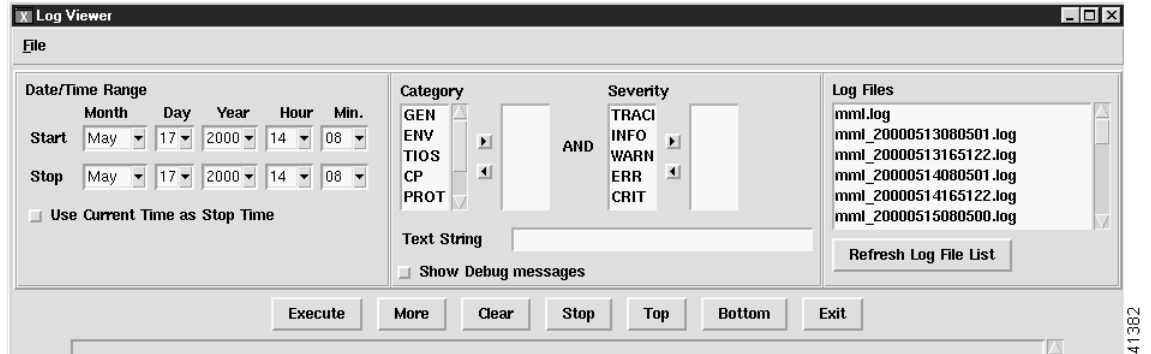 X Log Viewer
File
Date/Time Range
Month Day Year Hour Min.
Start May 17 2000 14 08
Stop May 17 2000 14 08
Use Current Time as Stop Time
Category
GEN
ENV
TIOS
CP
PROT
AND
Severity
TRACI
INFO
WARN
ERR
CRIT
Text String
Show Debug messages
Log Files
mml.log
mml_20000513080501.log
mml_20000513165122.log
mml_20000514080501.log
mml_20000514165122.log
mml_20000515080500.log
Refresh Log File List
Execute More Clear Stop Top Bottom Exit
41382